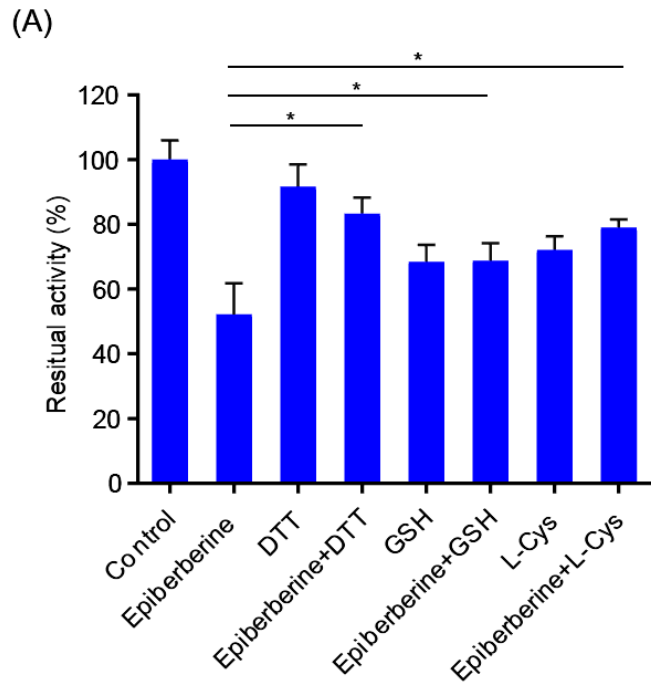 (A)
*
*
*
120
100
80
60
40
20
0
Resitual activity (%)
Control
Epiberberine
DTT
Epiberberine+DTT
GSH
Epiberberine+GSH
L-Cys
Epiberberine+L-Cys